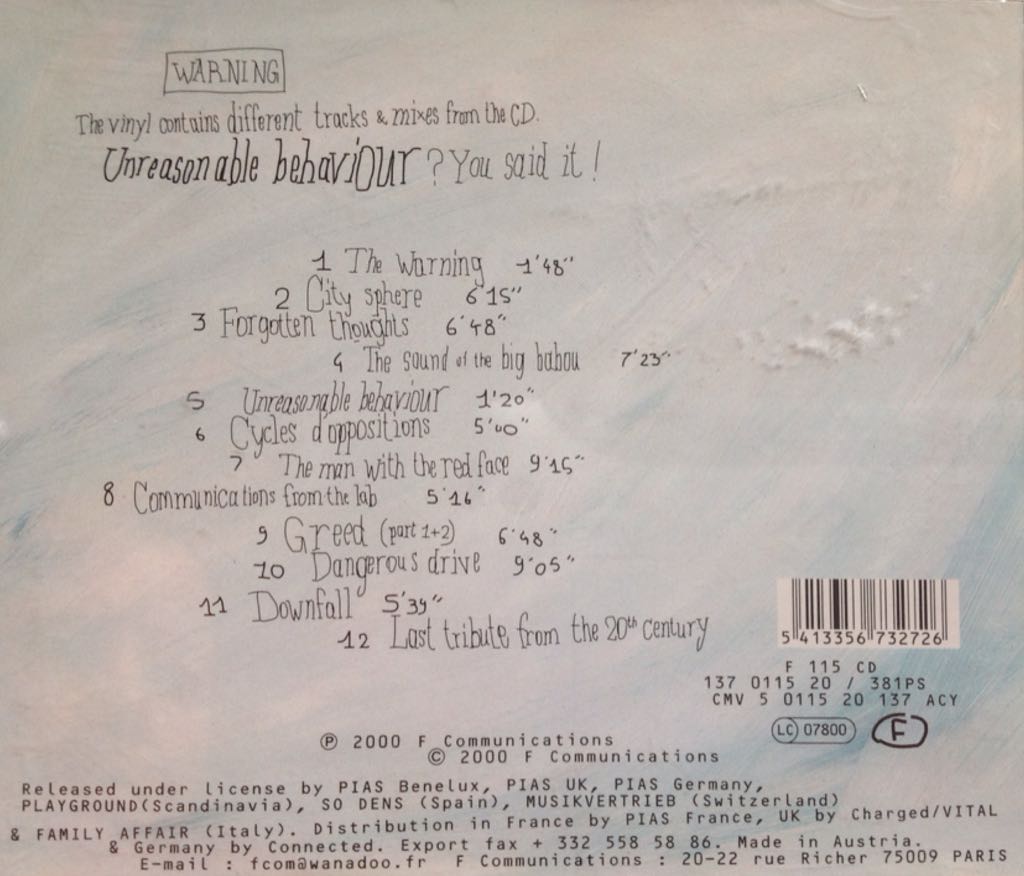 WARNING
The vinyl contains different tracks & mixes from the CD.
Unreasonable behaviour ? You said it !
1 The Warning 1'48"
2 City sphere 6'15"
3 Forgotten thoughts 6'48"
4 The sound of the big babou 7'23"
5 Unreasonable behaviour 1'20"
6 Cycles d'oppositions 5'00"
7 The man with the red face 9'15"
8 Communications from the lab 5'16"
9 Greed (part 1+2) 6'48"
10 Dangerous drive 9'05"
11 Downfall 5'39"
12 Last tribute from the 20th century
5 413356 732726
F 115 CD
137 0115 20 / 381PS
CMV 5 0115 20 137 ACY
LC 07800 F
℗ 2000 F Communications
© 2000 F Communications
Released under license by PIAS Benelux, PIAS UK, PIAS Germany,
PLAYGROUND(Scandinavia), SO DENS (Spain), MUSIKVERTRIEB (Switzerland)
& FAMILY AFFAIR (Italy). Distribution in France by PIAS France, UK by Charged/VITAL
& Germany by Connected. Export fax + 332 558 58 86. Made in Austria.
E-mail : fcom@wanadoo.fr F Communications : 20-22 rue Richer 75009 PARIS